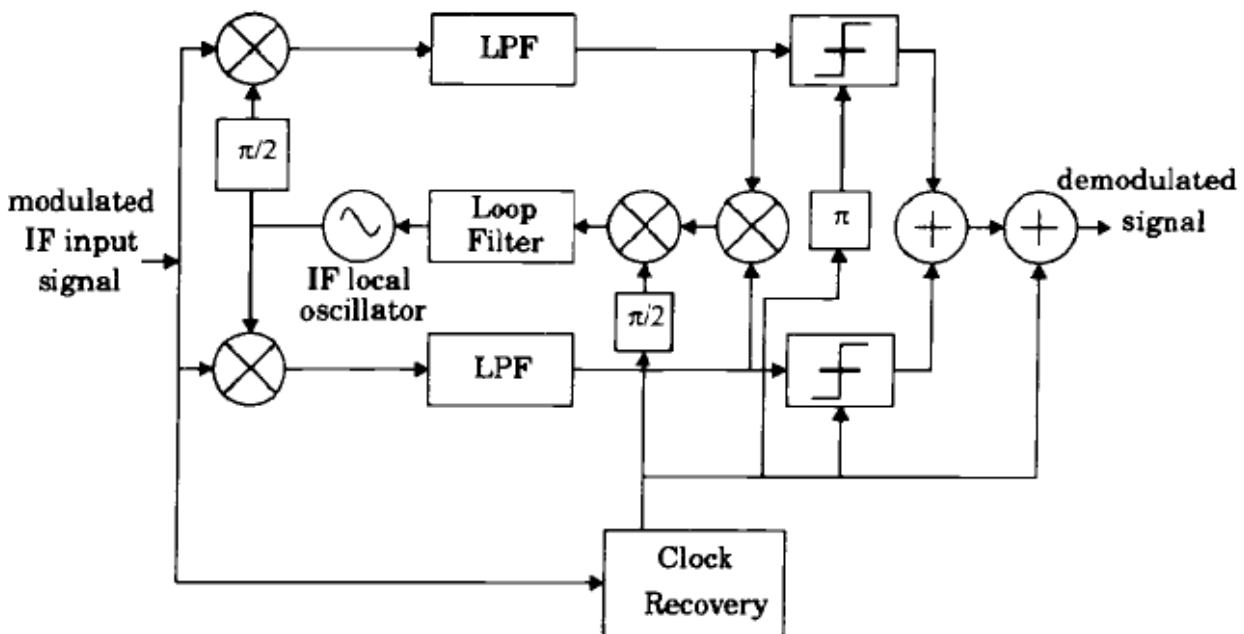 LPF
π/2
modulated
IF input
signal
Loop
Filter
IF local
oscillator
π
π/2
demodulated
signal
LPF
Clock
Recovery